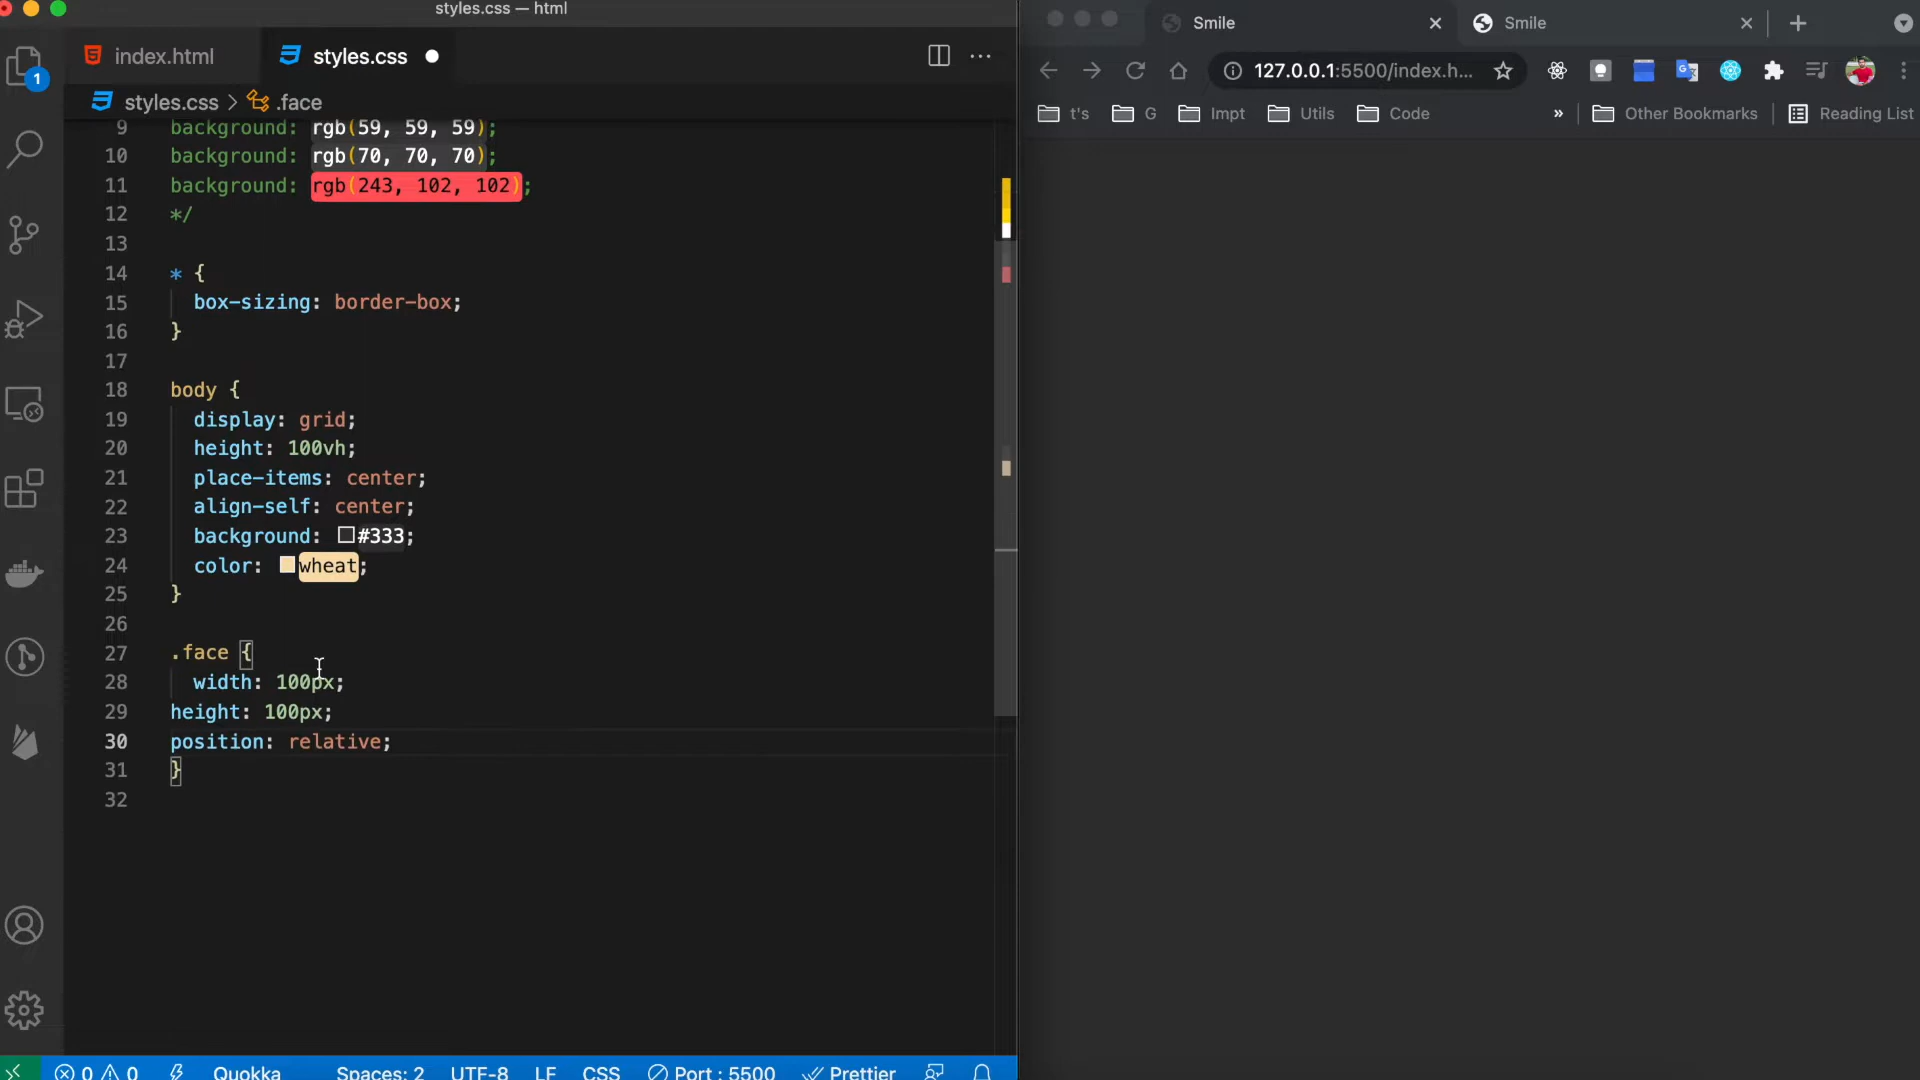 styles.css — html
index.html
styles.css
1
styles.css > .face
9 background: rgb(59, 59, 59);
10 background: rgb(70, 70, 70);
11 background: rgb(243, 102, 102);
12 */
13
14 * {
15 box-sizing: border-box;
16 }
17
18 body {
19 display: grid;
20 height: 100vh;
21 place-items: center;
22 align-self: center;
23 background: #333;
24 color: wheat;
25 }
26
27 .face {
28 width: 100px;
29 height: 100px;
30 position: relative;
31 }
32
0 0 Quokka Spaces: 2 UTF-8 LF CSS Port : 5500 Prettier
Smile
Smile
127.0.0.1:5500/index.h...
t's G Impt Utils Code » Other Bookmarks Reading List